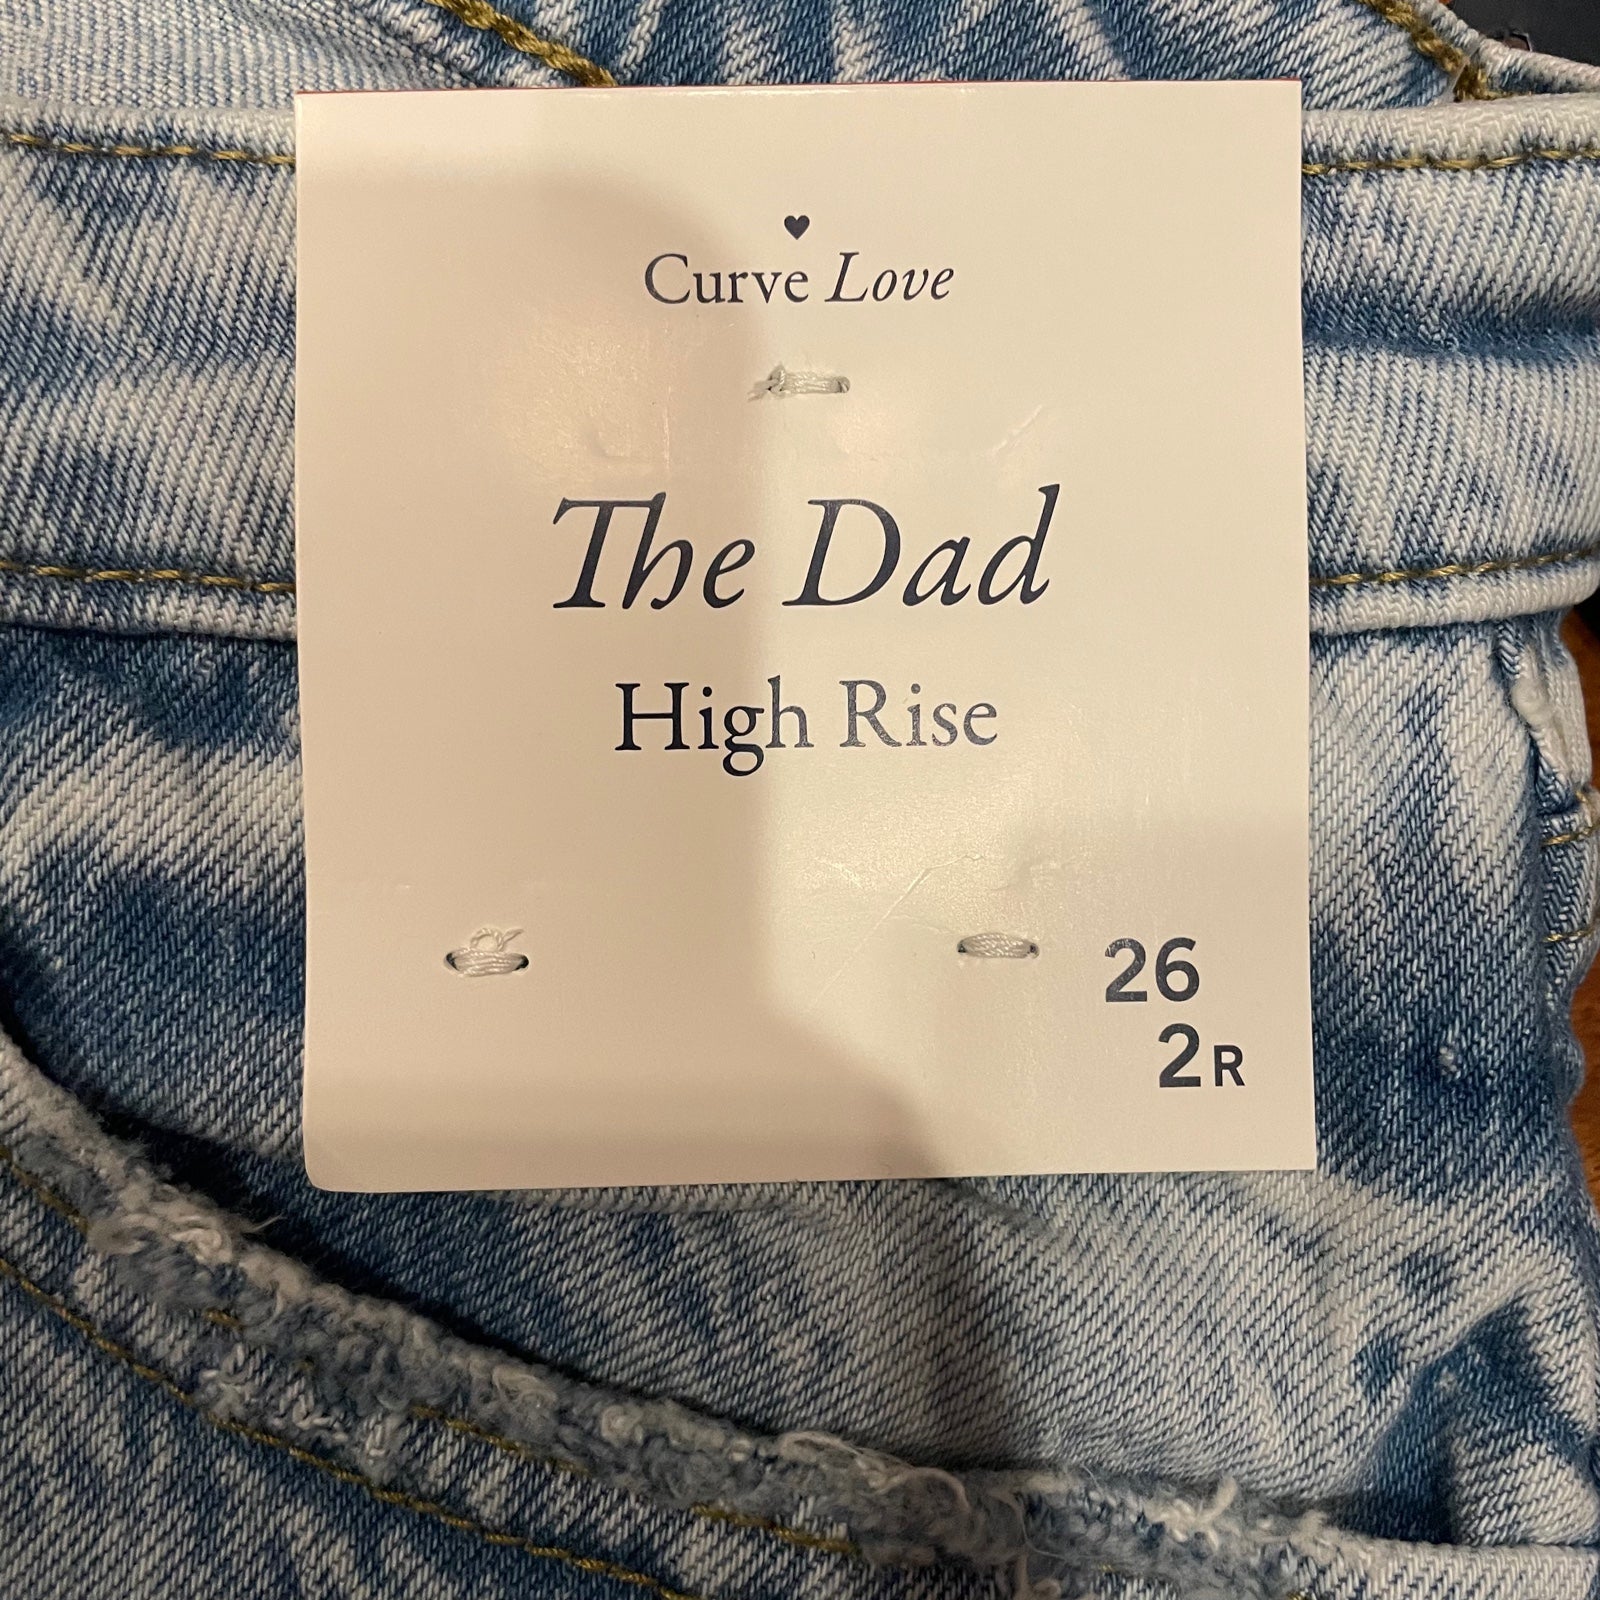 Curve Love
The Dad
High Rise
26
2R